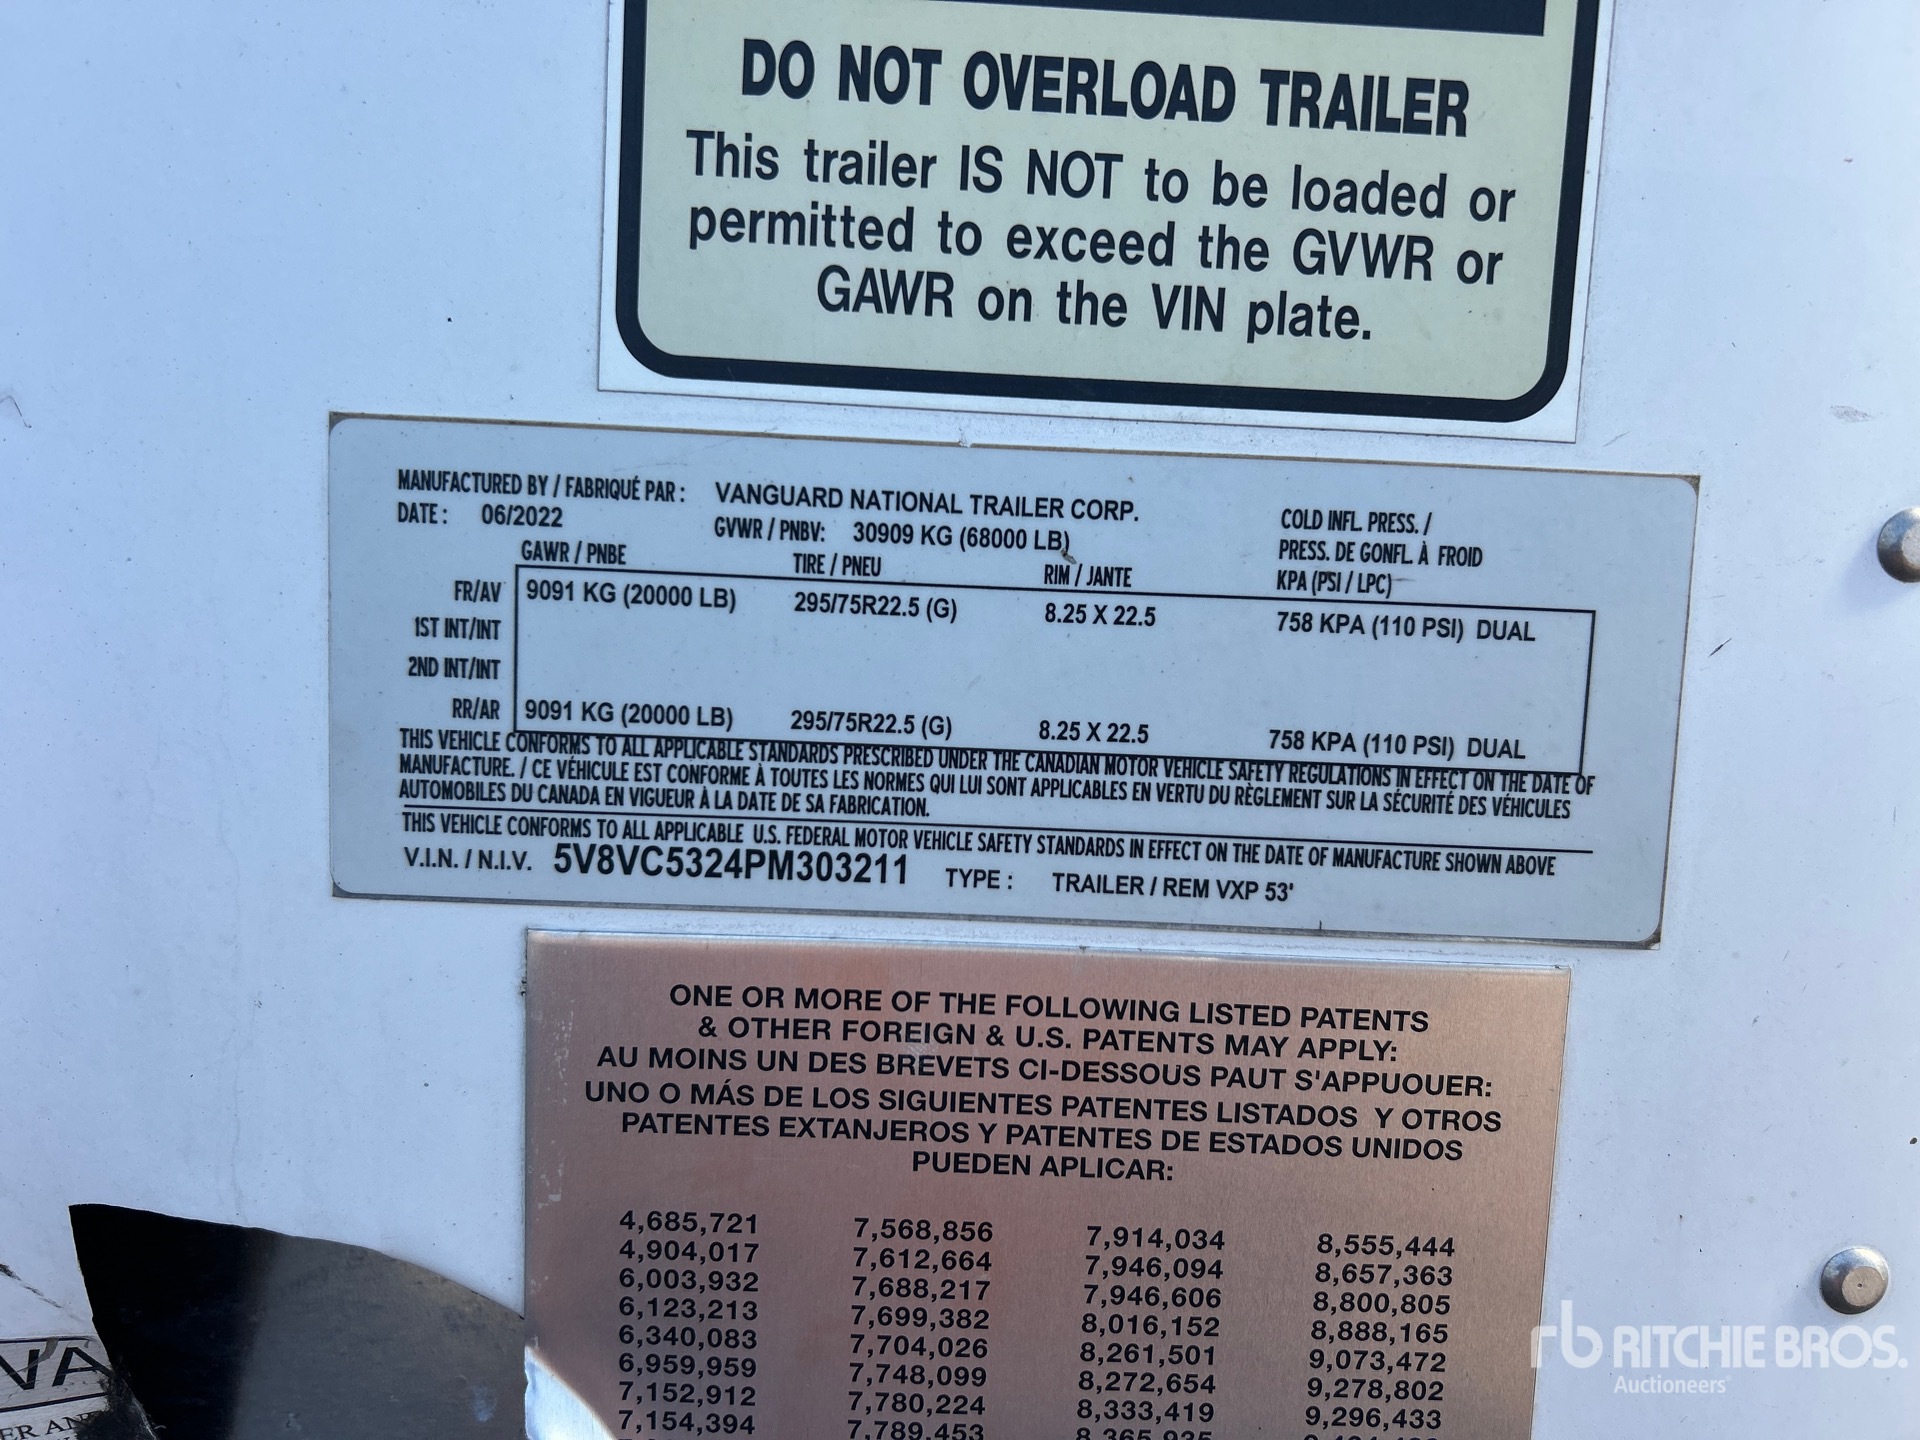 DO NOT OVERLOAD TRAILER
This trailer IS NOT to be loaded or
permitted to exceed the GVWR or
GAWR on the VIN plate.
MANUFACTURED BY / FABRIQUÉ PAR : VANGUARD NATIONAL TRAILER CORP.
DATE : 06/2022 GVWR / PNBV: 30909 KG (68000 LB)
COLD INFL. PRESS. /
PRESS. DE GONFL. À FROID
GAWR / PNBE TIRE / PNEU RIM / JANTE KPA (PSI / LPC)
FR/AV 9091 KG (20000 LB) 295/75R22.5 (G) 8.25 X 22.5 758 KPA (110 PSI) DUAL
1ST INT/INT
2ND INT/INT
RR/AR 9091 KG (20000 LB) 295/75R22.5 (G) 8.25 X 22.5 758 KPA (110 PSI) DUAL
THIS VEHICLE CONFORMS TO ALL APPLICABLE STANDARDS PRESCRIBED UNDER THE CANADIAN MOTOR VEHICLE SAFETY REGULATIONS IN EFFECT ON THE DATE OF
MANUFACTURE. / CE VÉHICULE EST CONFORME À TOUTES LES NORMES QUI LUI SONT APPLICABLES EN VERTU DU RÈGLEMENT SUR LA SÉCURITÉ DES VÉHICULES
AUTOMOBILES DU CANADA EN VIGUEUR À LA DATE DE SA FABRICATION.
THIS VEHICLE CONFORMS TO ALL APPLICABLE U.S. FEDERAL MOTOR VEHICLE SAFETY STANDARDS IN EFFECT ON THE DATE OF MANUFACTURE SHOWN ABOVE
V.I.N. / N.I.V. 5V8VC5324PM303211 TYPE : TRAILER / REM VXP 53'
ONE OR MORE OF THE FOLLOWING LISTED PATENTS
& OTHER FOREIGN & U.S. PATENTS MAY APPLY:
AU MOINS UN DES BREVETS CI-DESSOUS PAUT S'APPUOUER:
UNO O MÁS DE LOS SIGUIENTES PATENTES LISTADOS Y OTROS
PATENTES EXTANJEROS Y PATENTES DE ESTADOS UNIDOS
PUEDEN APLICAR:
4,685,721 7,568,856 7,914,034 8,555,444
4,904,017 7,612,664 7,946,094 8,657,363
6,003,932 7,688,217 7,946,606 8,800,805
6,123,213 7,699,382 8,016,152 8,888,165
6,340,083 7,704,026 8,261,501 9,073,472
6,959,959 7,748,099 8,272,654 9,278,802
7,152,912 7,780,224 8,333,419 9,296,433
7,154,394 7,789,453 8,365,935
VA
ER AN
rb RITCHIE BROS.
Auctioneers